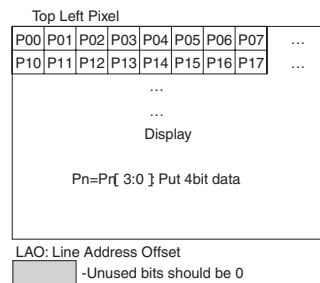 Top Left Pixel
P00 P01 P02 P03 P04 P05 P06 P07 ...
P10 P11 P12 P13 P14 P15 P16 P17 ...
...
...
Display
Pn=Pn[ 3:0 ] Put 4bit data
LAO: Line Address Offset
-Unused bits should be 0